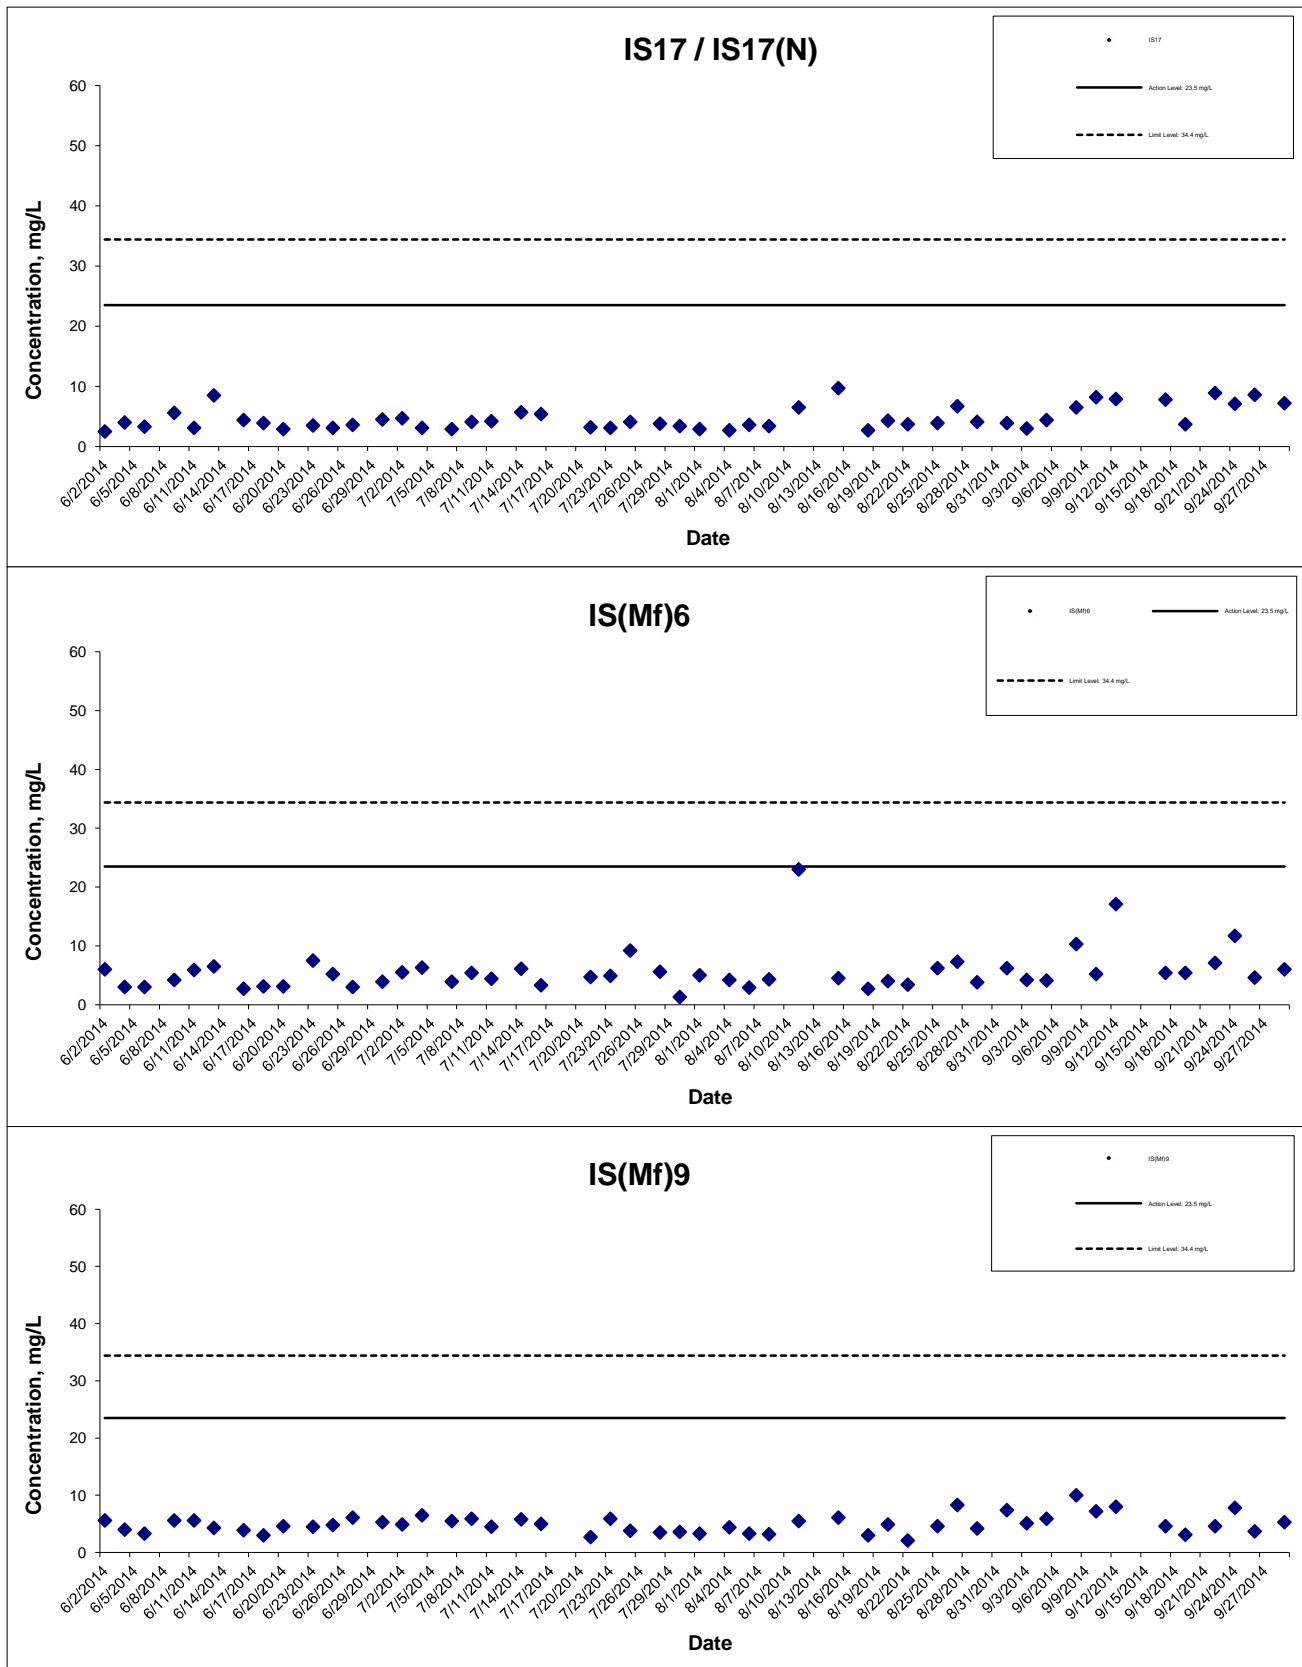 IS17 / IS17(N)
IS17
Action Level: 23.5 mg/L
Limit Level: 34.4 mg/L
Concentration, mg/L
60
50
40
30
20
10
0
6/2/2014 6/5/2014 6/8/2014 6/11/2014 6/14/2014 6/17/2014 6/20/2014 6/23/2014 6/26/2014 6/29/2014 7/2/2014 7/5/2014 7/8/2014 7/11/2014 7/14/2014 7/17/2014 7/20/2014 7/23/2014 7/26/2014 7/29/2014 8/1/2014 8/4/2014 8/7/2014 8/10/2014 8/13/2014 8/16/2014 8/19/2014 8/22/2014 8/25/2014 8/28/2014 8/31/2014 9/3/2014 9/6/2014 9/9/2014 9/12/2014 9/15/2014 9/18/2014 9/21/2014 9/24/2014 9/27/2014
Date
IS(Mf)6
IS(Mf)6 Action Level: 23.5 mg/L
Limit Level: 34.4 mg/L
Concentration, mg/L
60
50
40
30
20
10
0
6/2/2014 6/5/2014 6/8/2014 6/11/2014 6/14/2014 6/17/2014 6/20/2014 6/23/2014 6/26/2014 6/29/2014 7/2/2014 7/5/2014 7/8/2014 7/11/2014 7/14/2014 7/17/2014 7/20/2014 7/23/2014 7/26/2014 7/29/2014 8/1/2014 8/4/2014 8/7/2014 8/10/2014 8/13/2014 8/16/2014 8/19/2014 8/22/2014 8/25/2014 8/28/2014 8/31/2014 9/3/2014 9/6/2014 9/9/2014 9/12/2014 9/15/2014 9/18/2014 9/21/2014 9/24/2014 9/27/2014
Date
IS(Mf)9
IS(Mf)9
Action Level: 23.5 mg/L
Limit Level: 34.4 mg/L
Concentration, mg/L
60
50
40
30
20
10
0
6/2/2014 6/5/2014 6/8/2014 6/11/2014 6/14/2014 6/17/2014 6/20/2014 6/23/2014 6/26/2014 6/29/2014 7/2/2014 7/5/2014 7/8/2014 7/11/2014 7/14/2014 7/17/2014 7/20/2014 7/23/2014 7/26/2014 7/29/2014 8/1/2014 8/4/2014 8/7/2014 8/10/2014 8/13/2014 8/16/2014 8/19/2014 8/22/2014 8/25/2014 8/28/2014 8/31/2014 9/3/2014 9/6/2014 9/9/2014 9/12/2014 9/15/2014 9/18/2014 9/21/2014 9/24/2014 9/27/2014
Date